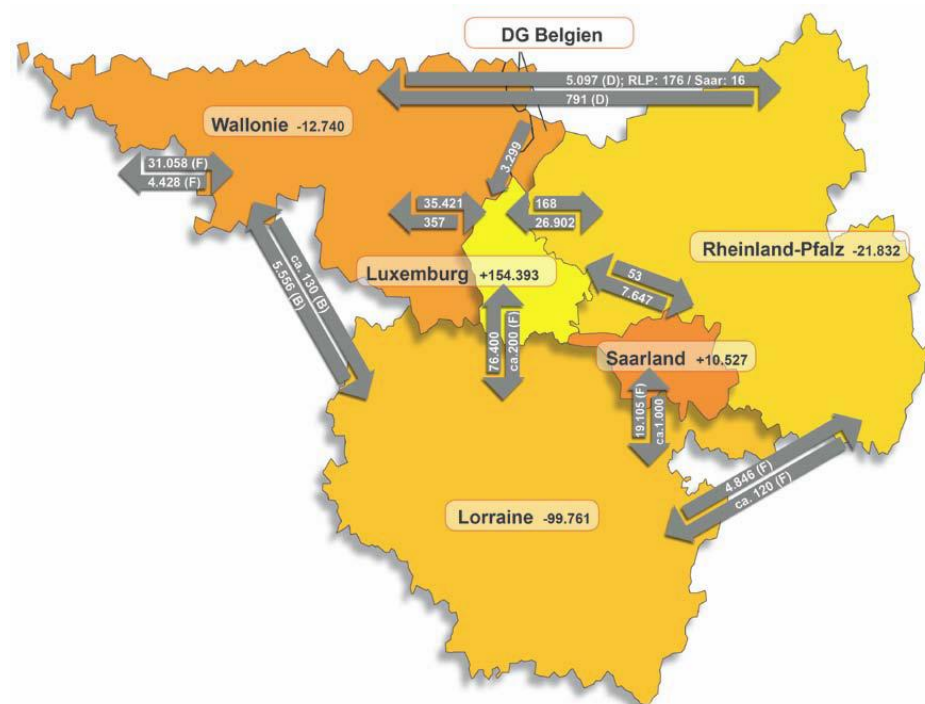 DG Belgien
5.097 (D); RLP: 176 / Saar: 16
791 (D)
Wallonie -12.740
3.299
31.058 (F)
4.428 (F)
35.421
357
168
26.902
Rheinland-Pfalz -21.832
ca. 130 (B)
5.556 (B)
Luxemburg +154.393
53
7.647
76.400
ca.200 (F)
Saarland +10.527
19.105 (F)
ca.1.000
4.846 (F)
ca. 120 (F)
Lorraine -99.761